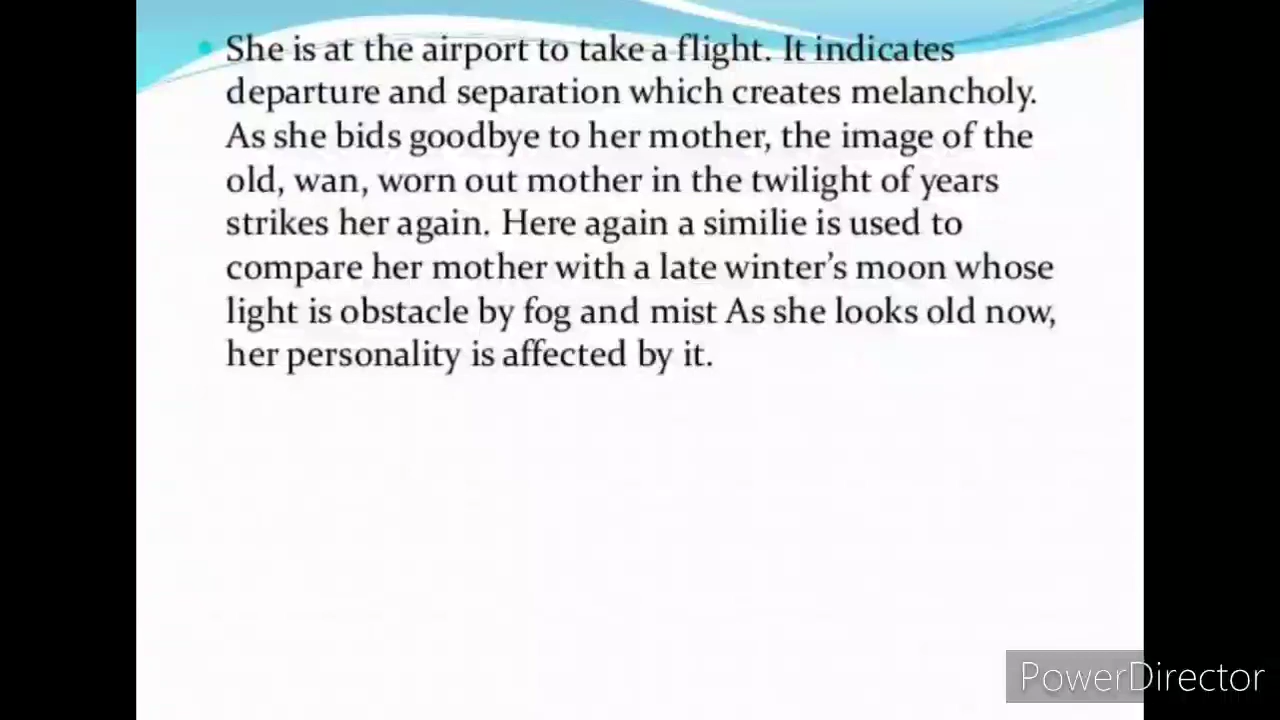 She is at the airport to take a flight. It indicates
departure and separation which creates melancholy.
As she bids goodbye to her mother, the image of the
old, wan, worn out mother in the twilight of years
strikes her again. Here again a similie is used to
compare her mother with a late winter's moon whose
light is obstacle by fog and mist As she looks old now,
her personality is affected by it.
PowerDirector